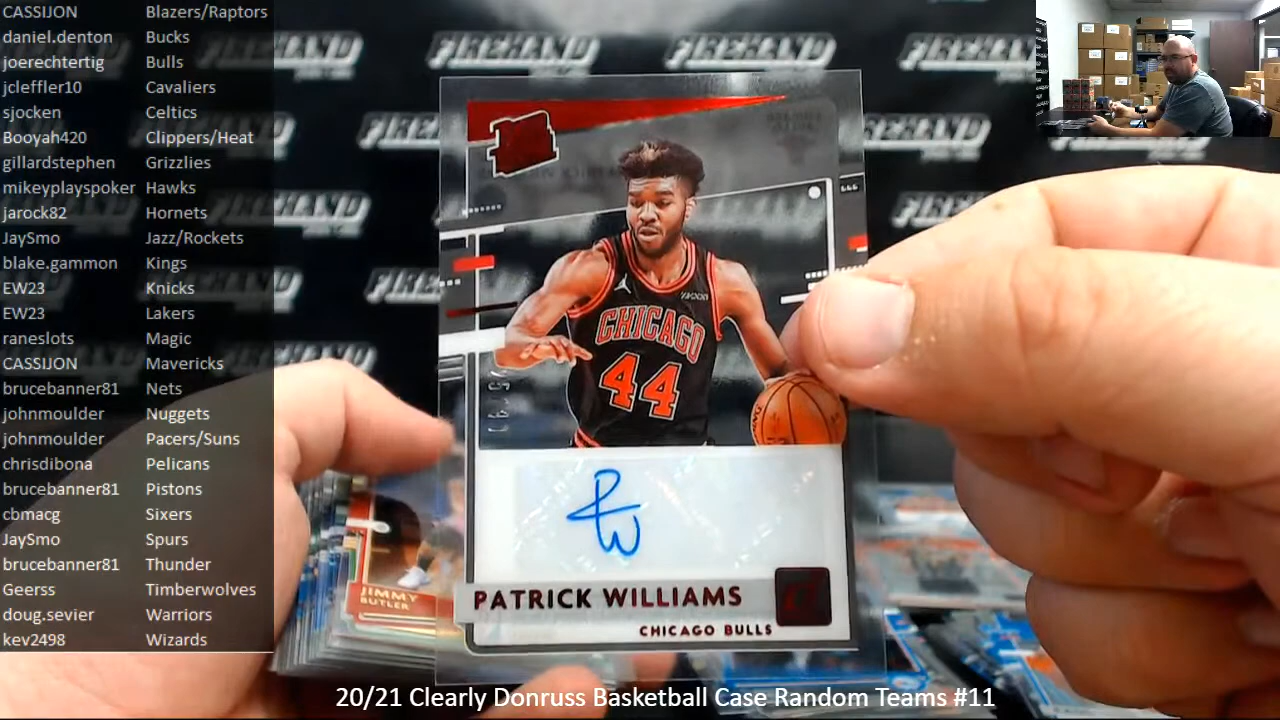 CASSIJON Blazers/Raptors
daniel.denton Bucks
joerechtertig Bulls
jcleffler10 Cavaliers
sjocken Celtics
Booyah420 Clippers/Heat
gillardstephen Grizzlies
mikeyplayspoker Hawks
jarock82 Hornets
JaySmo Jazz/Rockets
blake.gammon Kings
EW23 Knicks
EW23 Lakers
raneslots Magic
CASSIJON Mavericks
brucebanner81 Nets
johnmoulder Nuggets
johnmoulder Pacers/Suns
chrisdibona Pelicans
brucebanner81 Pistons
cbmacg Sixers
JaySmo Spurs
brucebanner81 Thunder
Geerss Timberwolves
doug.sevier Warriors
kev2498 Wizards
FIREHAND FIREHAND FIREHAND FIREHAND
CHICAGO
44
PW
PATRICK WILLIAMS
CHICAGO BULLS
JIMMY
BUTLER
20/21 Clearly Donruss Basketball Case Random Teams #11